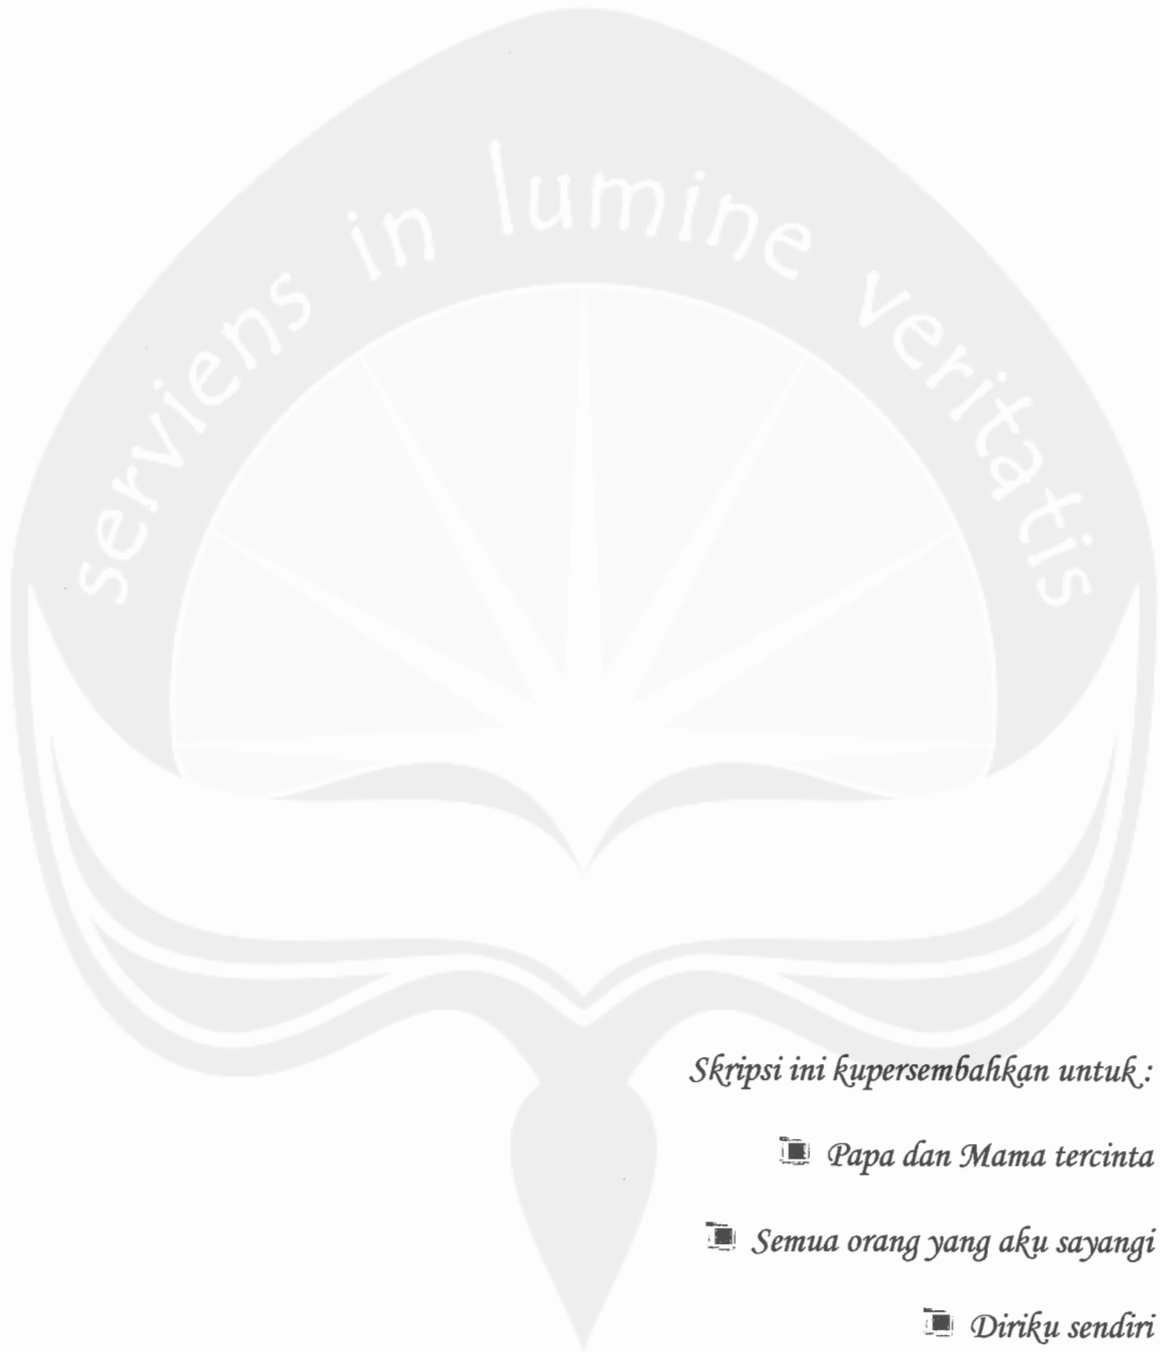 serviens in lumine veritatis
Skripsi ini kupersembahkan untuk :
Papa dan Mama tercinta
Semua orang yang aku sayangi
Diriku sendiri